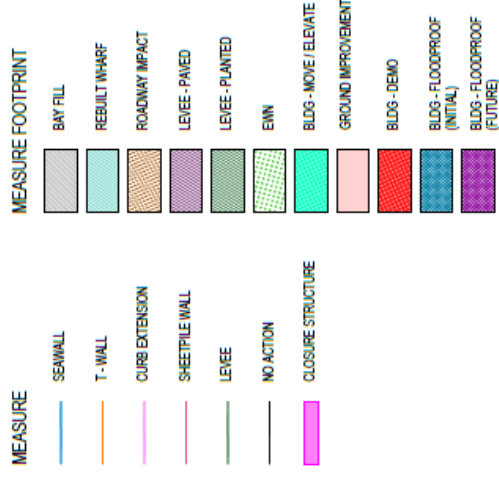 MEASURE
SEAWALL
T - WALL
CURB EXTENSION
SHEETPILE WALL
LEVEE
NO ACTION
CLOSURE STRUCTURE
MEASURE FOOTPRINT
BAY FILL
REBUILT WHARF
ROADWAY IMPACT
LEVEE - PAVED
LEVEE - PLANTED
EWN
BLDG - MOVE / ELEVATE
GROUND IMPROVEMENT
BLDG - DEMO
BLDG - FLOODPROOF
(INITIAL)
BLDG - FLOODPROOF
(FUTURE)